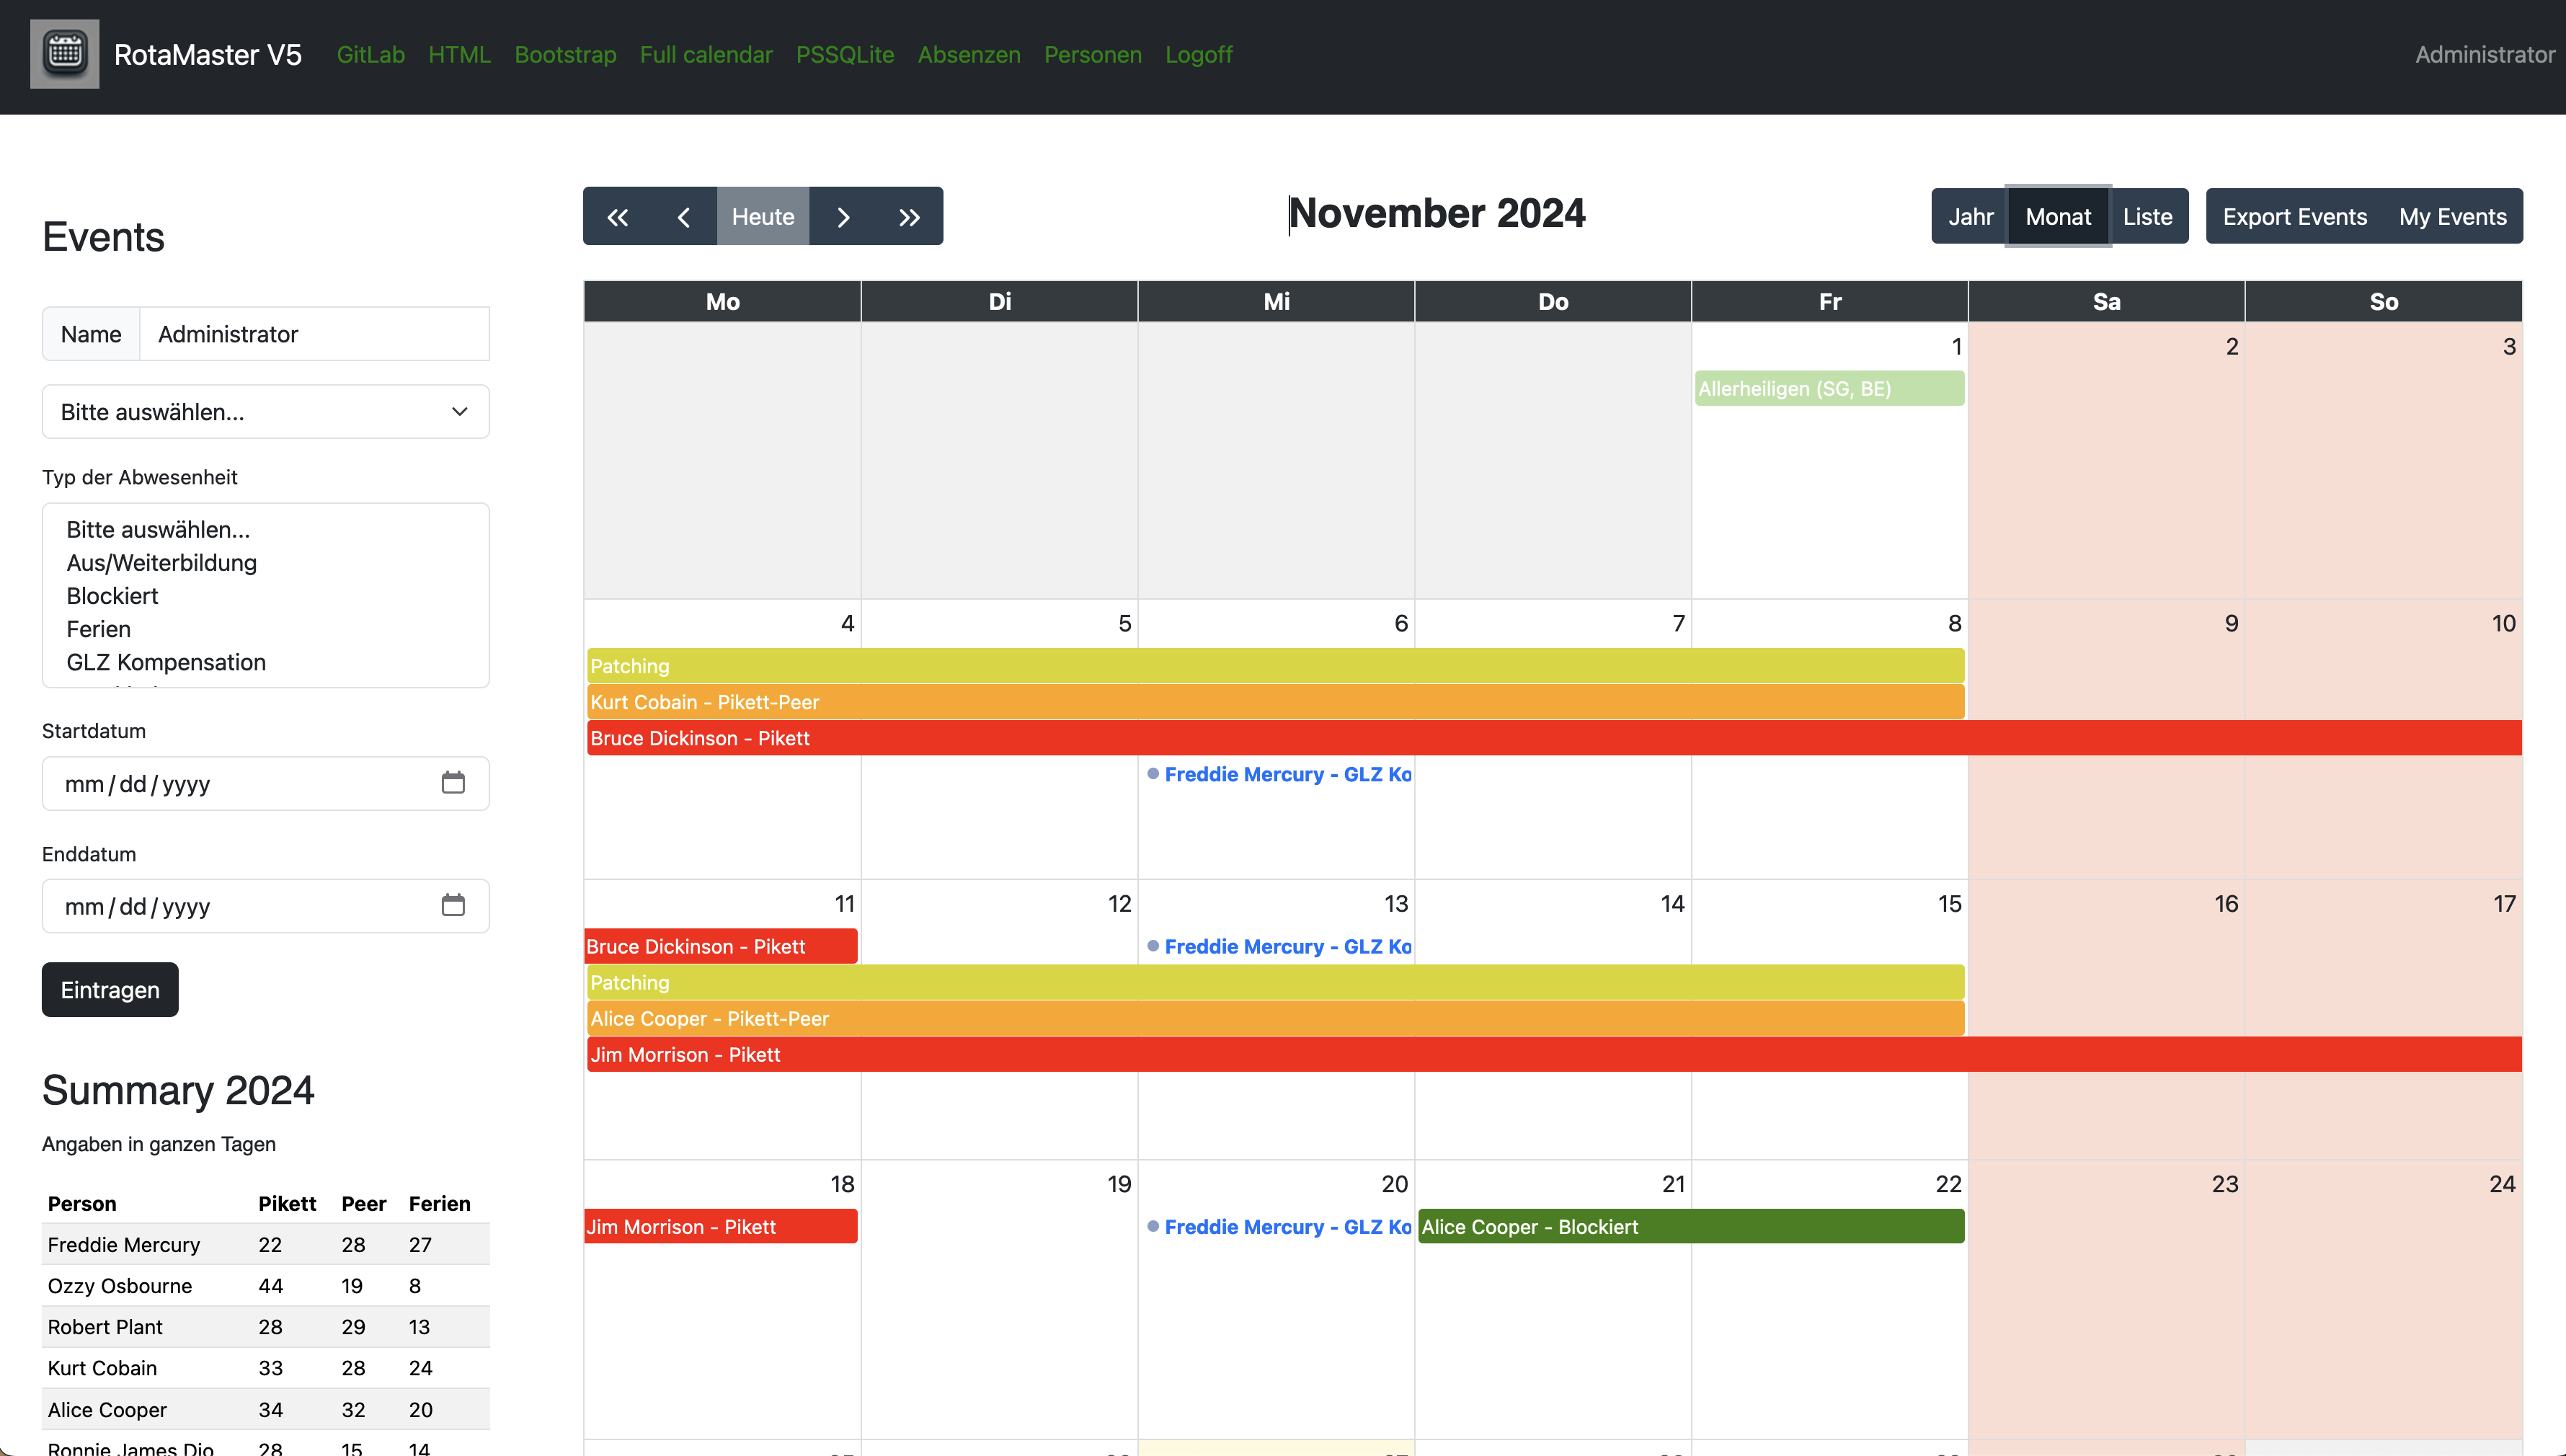 RotaMaster V5 GitLab HTML Bootstrap Full calendar PSSQLite Absenzen Personen Logoff Administrator
Events
Name Administrator
Bitte auswählen...
Typ der Abwesenheit
Bitte auswählen...
Aus/Weiterbildung
Blockiert
Ferien
GLZ Kompensation
Startdatum
mm/dd/yyyy
Enddatum
mm/dd/yyyy
Eintragen
Summary 2024
Angaben in ganzen Tagen
Person Pikett Peer Ferien
Freddie Mercury 22 28 27
Ozzy Osbourne 44 19 8
Robert Plant 28 29 13
Kurt Cobain 33 28 24
Alice Cooper 34 32 20
Ronnie James Dio 28 15 14
Heute
November 2024
Jahr Monat Liste Export Events My Events
Mo Di Mi Do Fr Sa So
1 2 3
Allerheiligen (SG, BE)
4 5 6 7 8 9 10
Patching
Kurt Cobain - Pikett-Peer
Bruce Dickinson - Pikett
Freddie Mercury - GLZ Ko
11 12 13 14 15 16 17
Bruce Dickinson - Pikett Freddie Mercury - GLZ Ko
Patching
Alice Cooper - Pikett-Peer
Jim Morrison - Pikett
18 19 20 21 22 23 24
Jim Morrison - Pikett Freddie Mercury - GLZ Ko Alice Cooper - Blockiert